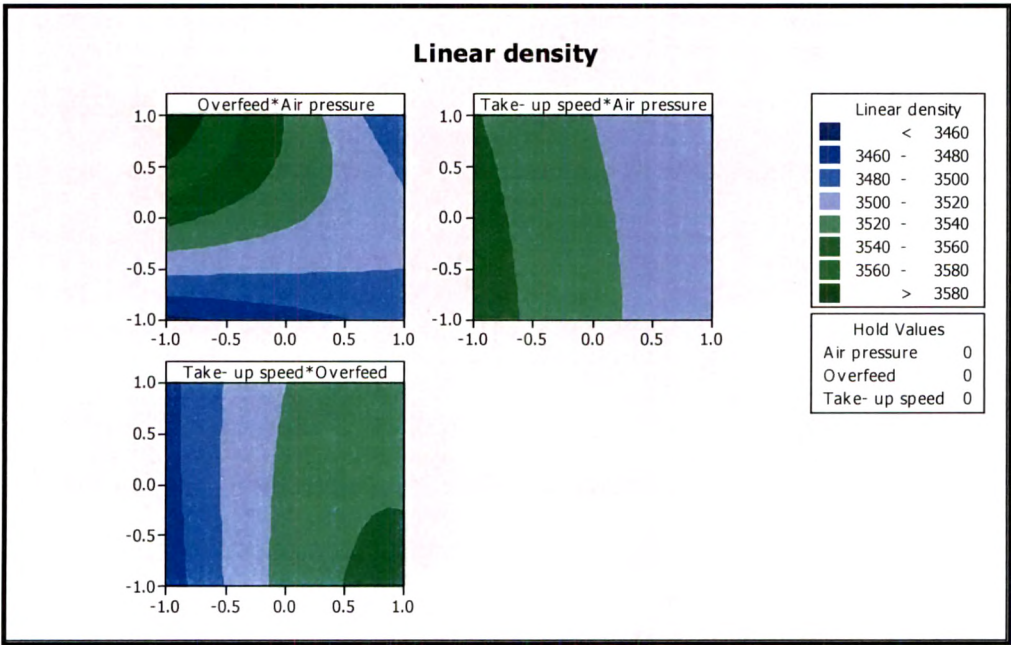 Linear density
Overfeed*Air pressure
1.0
0.5
0.0
-0.5
-1.0
-1.0 -0.5 0.0 0.5 1.0
Take- up speed*Air pressure
1.0
0.5
0.0
-0.5
-1.0
-1.0 -0.5 0.0 0.5 1.0
Take- up speed*Overfeed
1.0
0.5
0.0
-0.5
-1.0
-1.0 -0.5 0.0 0.5 1.0
Linear density
< 3460
3460 - 3480
3480 - 3500
3500 - 3520
3520 - 3540
3540 - 3560
3560 - 3580
> 3580
Hold Values
Air pressure 0
Overfeed 0
Take- up speed 0